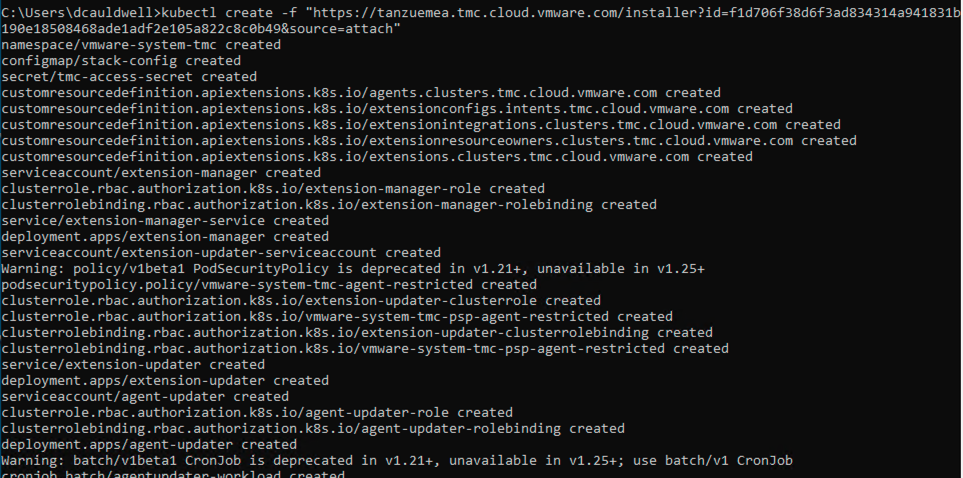 C:\Users\dcauldwell>kubectl create -f "https://tanzuemea.tmc.cloud.vmware.com/installer?id=f1d706f38d6f3ad834314a941831b
190e18508468ade1adf2e105a822c8c0b49&source=attach"
namespace/vmware-system-tmc created
configmap/stack-config created
secret/tmc-access-secret created
customresourcedefinition.apiextensions.k8s.io/agents.clusters.tmc.cloud.vmware.com created
customresourcedefinition.apiextensions.k8s.io/extensionconfigs.intents.tmc.cloud.vmware.com created
customresourcedefinition.apiextensions.k8s.io/extensionintegrations.clusters.tmc.cloud.vmware.com created
customresourcedefinition.apiextensions.k8s.io/extensionresourceowners.clusters.tmc.cloud.vmware.com created
customresourcedefinition.apiextensions.k8s.io/extensions.clusters.tmc.cloud.vmware.com created
serviceaccount/extension-manager created
clusterrole.rbac.authorization.k8s.io/extension-manager-role created
clusterrolebinding.rbac.authorization.k8s.io/extension-manager-rolebinding created
service/extension-manager-service created
deployment.apps/extension-manager created
serviceaccount/extension-updater-serviceaccount created
Warning: policy/v1beta1 PodSecurityPolicy is deprecated in v1.21+, unavailable in v1.25+
podsecuritypolicy.policy/vmware-system-tmc-agent-restricted created
clusterrole.rbac.authorization.k8s.io/extension-updater-clusterrole created
clusterrole.rbac.authorization.k8s.io/vmware-system-tmc-psp-agent-restricted created
clusterrolebinding.rbac.authorization.k8s.io/extension-updater-clusterrolebinding created
clusterrolebinding.rbac.authorization.k8s.io/vmware-system-tmc-psp-agent-restricted created
service/extension-updater created
deployment.apps/extension-updater created
serviceaccount/agent-updater created
clusterrole.rbac.authorization.k8s.io/agent-updater-role created
clusterrolebinding.rbac.authorization.k8s.io/agent-updater-rolebinding created
deployment.apps/agent-updater created
Warning: batch/v1beta1 CronJob is deprecated in v1.21+, unavailable in v1.25+; use batch/v1 CronJob
cronjob.batch/agentupdater-workload created